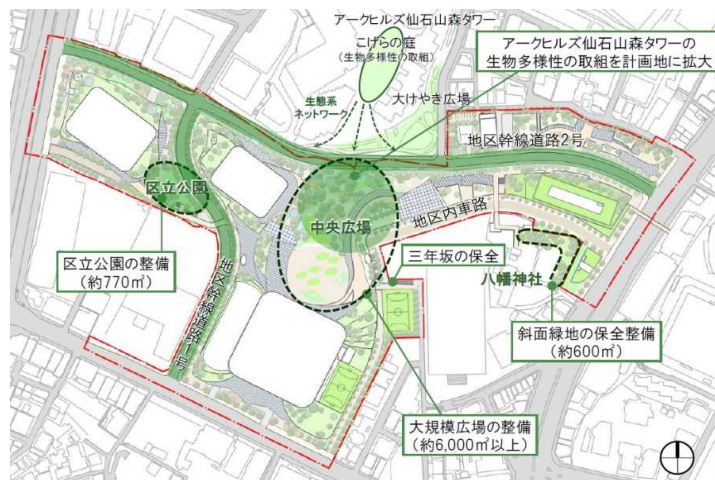 アークヒルズ仙石山森タワー
こげらの庭
(生物多様性の取組)
アークヒルズ仙石山森タワーの
生物多様性の取組を計画地に拡大
生態系
ネットワーク
大けやき広場
地区幹線道路2号
区立公園
中央広場
地区内車路
区立公園の整備
(約770㎡)
地区幹線道路1号
三年坂の保全
八幡神社
斜面緑地の保全整備
(約600㎡)
大規模広場の整備
(約6,000㎡以上)